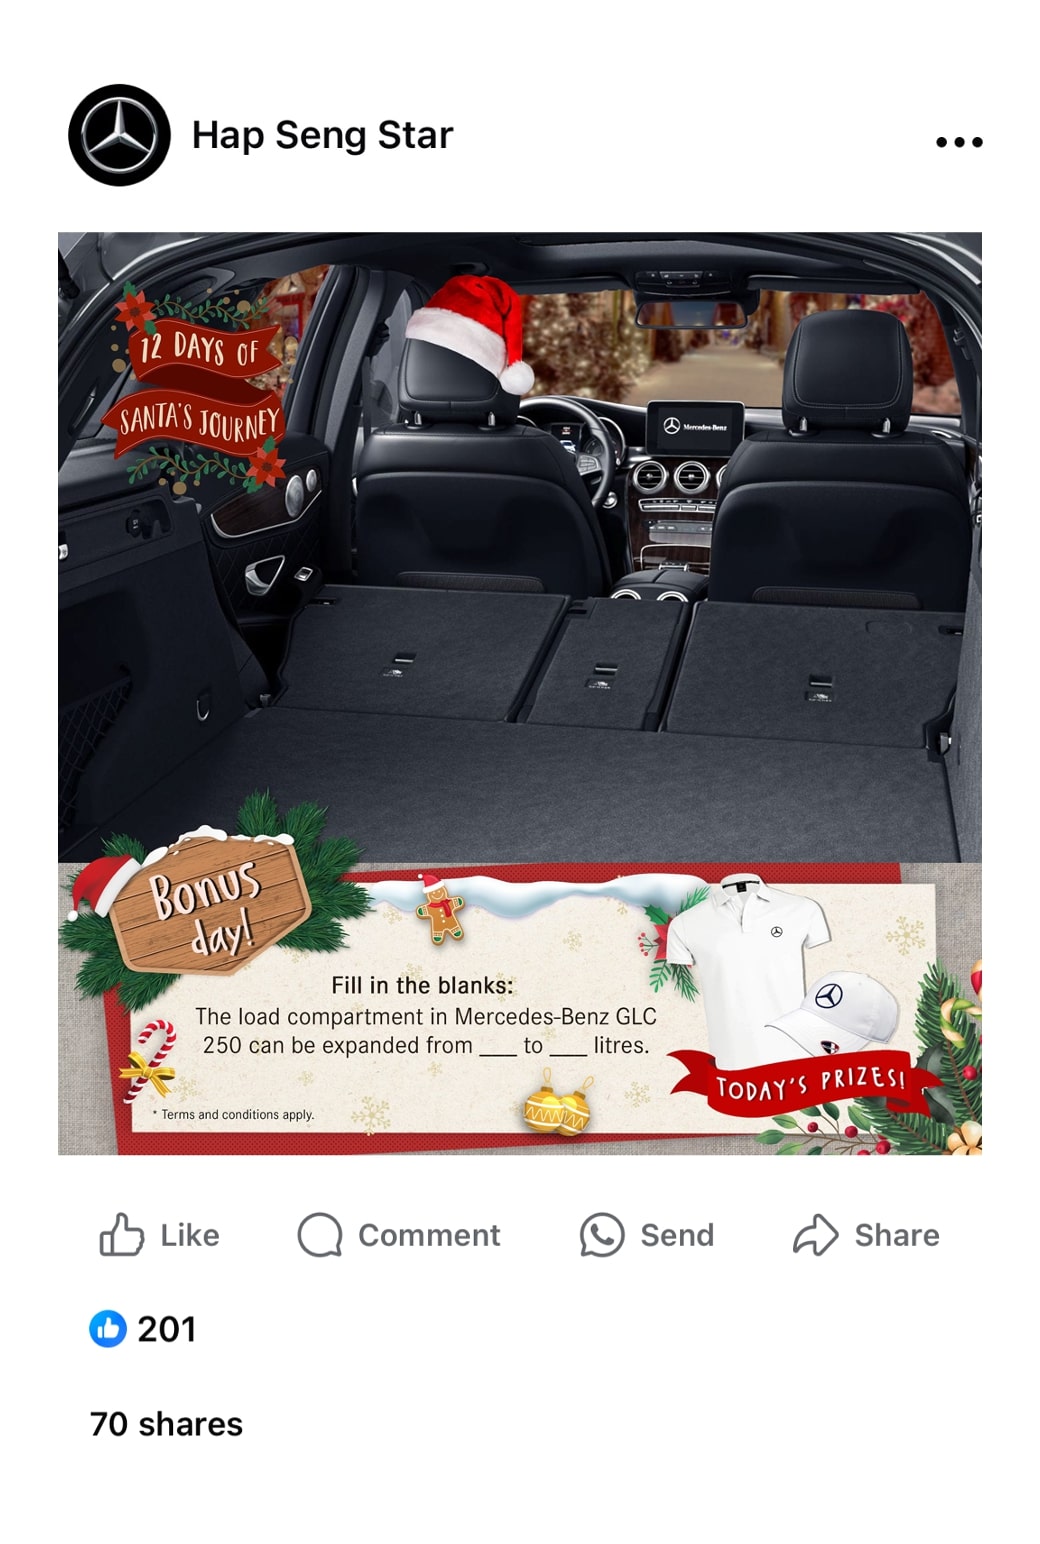 Hap Seng Star
12 DAYS OF
SANTA'S JOURNEY
Mercedes-Benz
Bonus
day!
Fill in the blanks:
The load compartment in Mercedes-Benz GLC
250 can be expanded from ___ to ___ litres.
* Terms and conditions apply.
TODAY'S PRIZES!
Like
Comment
Send
Share
201
70 shares